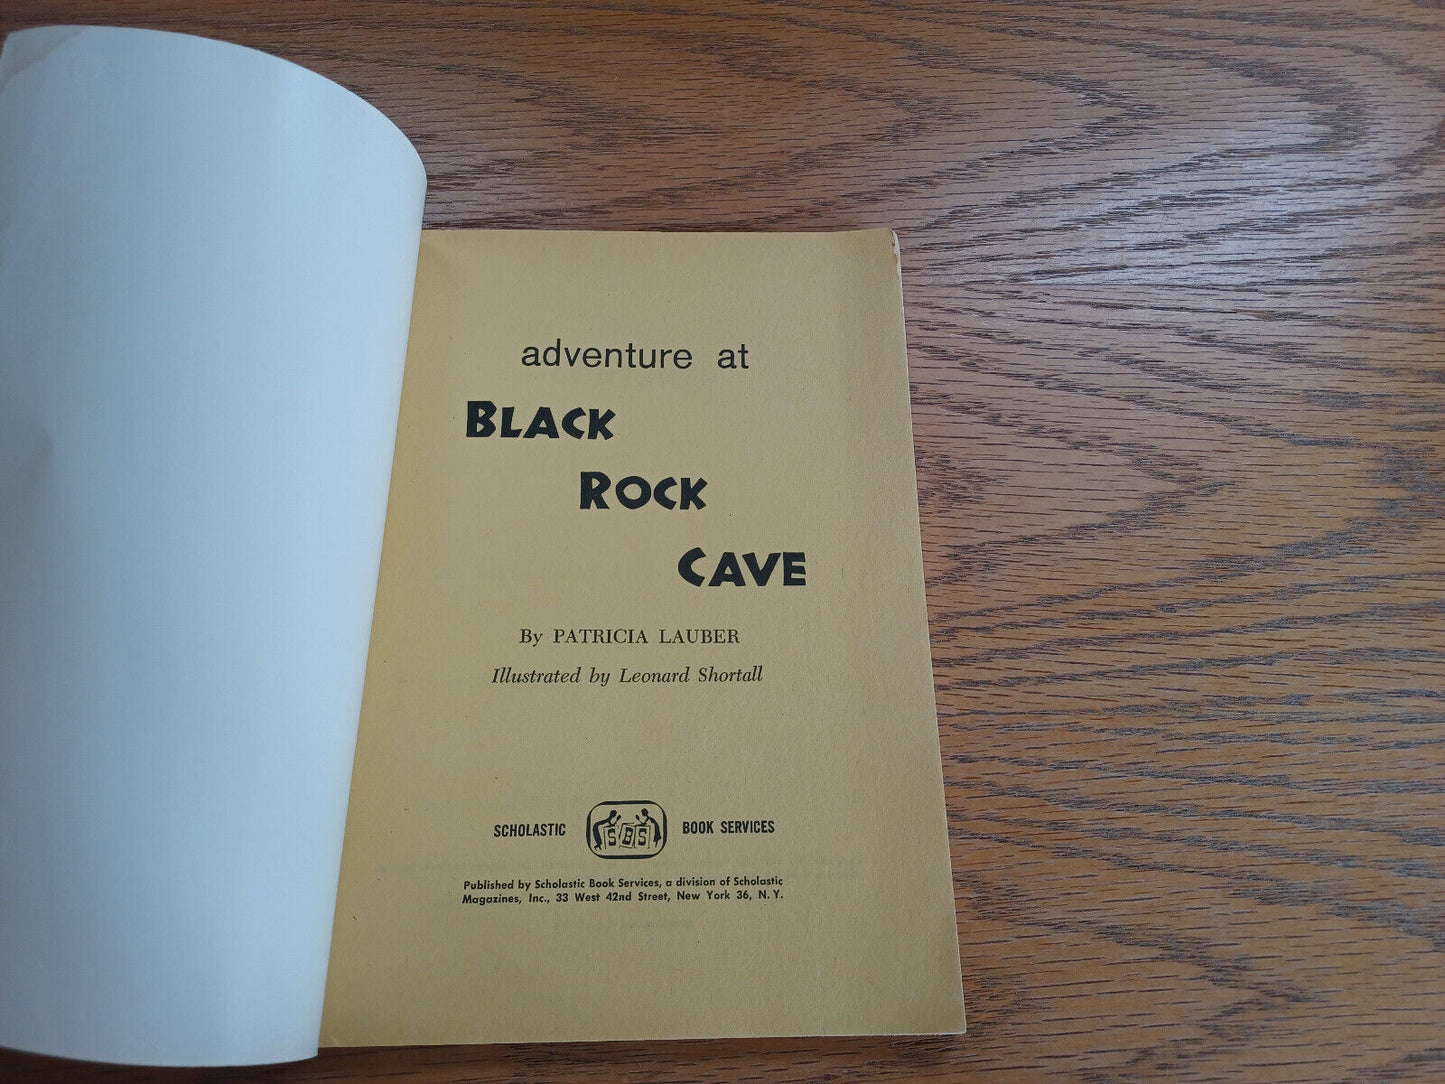 adventure at
BLACK
ROCK
CAVE
By PATRICIA LAUBER
Illustrated by Leonard Shortall
SCHOLASTIC SBS BOOK SERVICES
Published by Scholastic Book Services, a division of Scholastic
Magazines, Inc., 33 West 42nd Street, New York 36, N. Y.